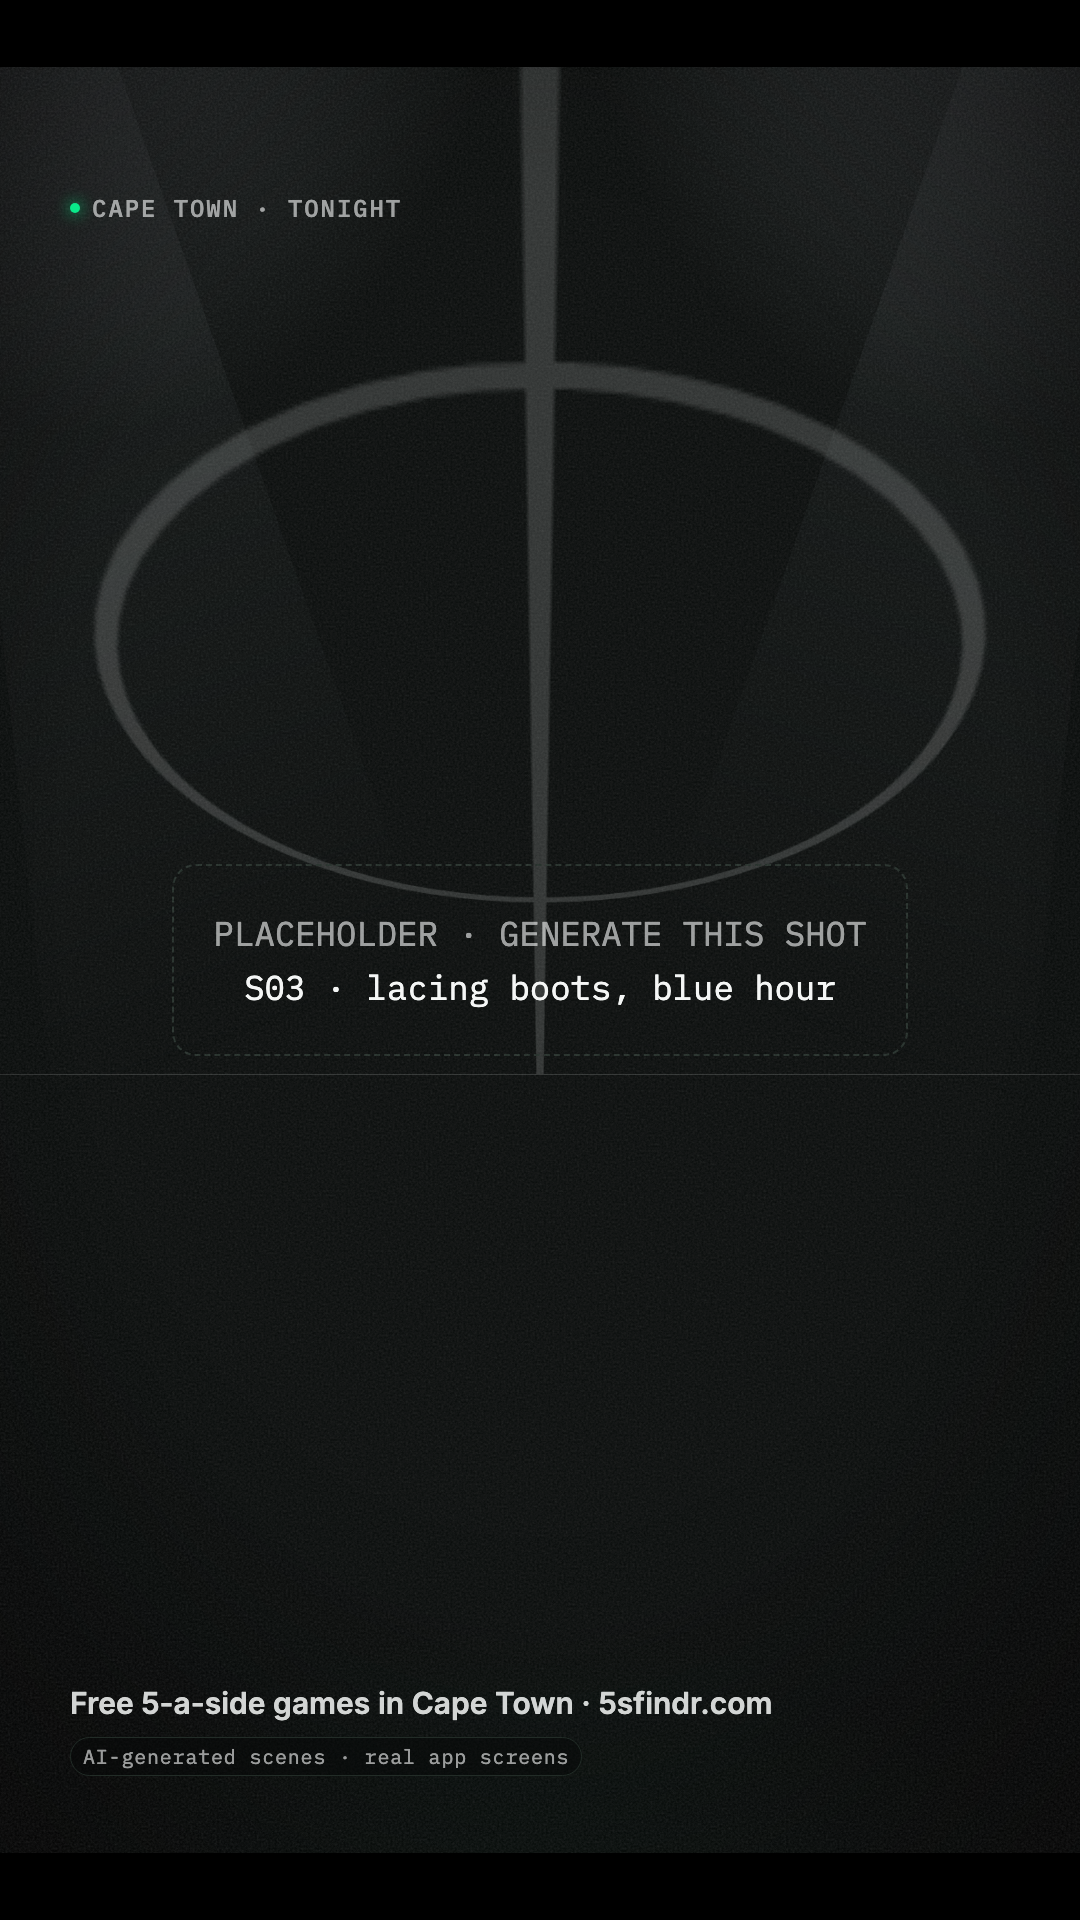 CAPE TOWN · TONIGHT
PLACEHOLDER · GENERATE THIS SHOT
S03 · lacing boots, blue hour
Free 5-a-side games in Cape Town · 5sfindr.com
AI-generated scenes · real app screens